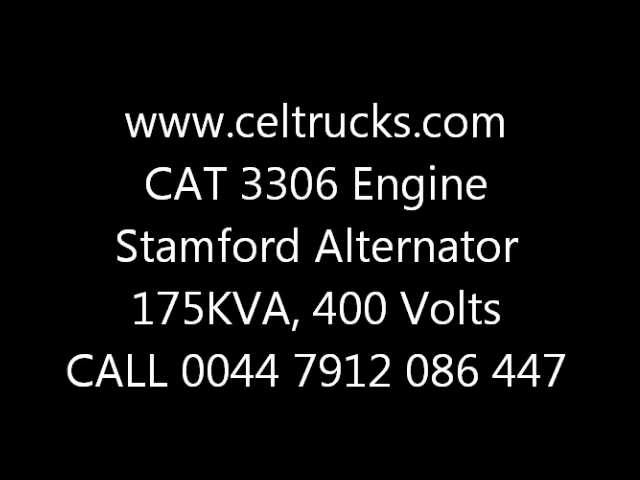 www.celtrucks.com
CAT 3306 Engine
Stamford Alternator
175KVA, 400 Volts
CALL 0044 7912 086 447